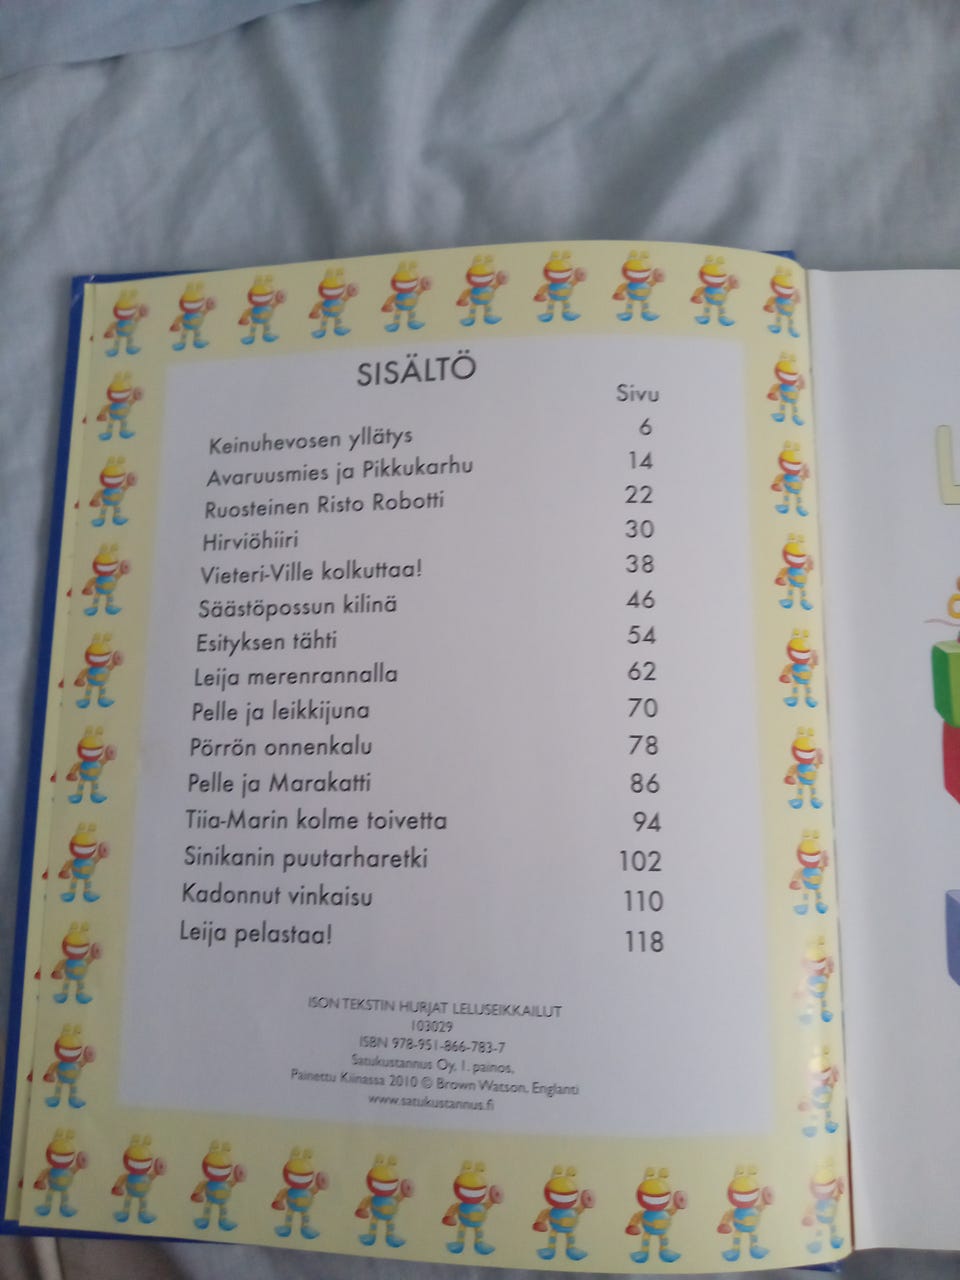 SISÄLTÖ
Sivu
Keinuhevosen yllätys 6
Avaruusmies ja Pikkukarhu 14
Ruosteinen Risto Robotti 22
Hirviöhiiri 30
Vieteri-Ville kolkuttaa! 38
Säästöpossun kilinä 46
Esityksen tähti 54
Leija merenrannalla 62
Pelle ja leikkijuna 70
Pörrön onnenkalu 78
Pelle ja Marakatti 86
Tiia-Marin kolme toivetta 94
Sinikanin puutarharetki 102
Kadonnut vinkaisu 110
Leija pelastaa! 118
ISON TEKSTIN HURJAT LELUSEIKKAILUT
103029
ISBN 978-951-866-783-7
Satukustannus Oy, 1. painos,
Painettu Kiinassa 2010 © Brown Watson, Englanti
www.satukustannus.fi